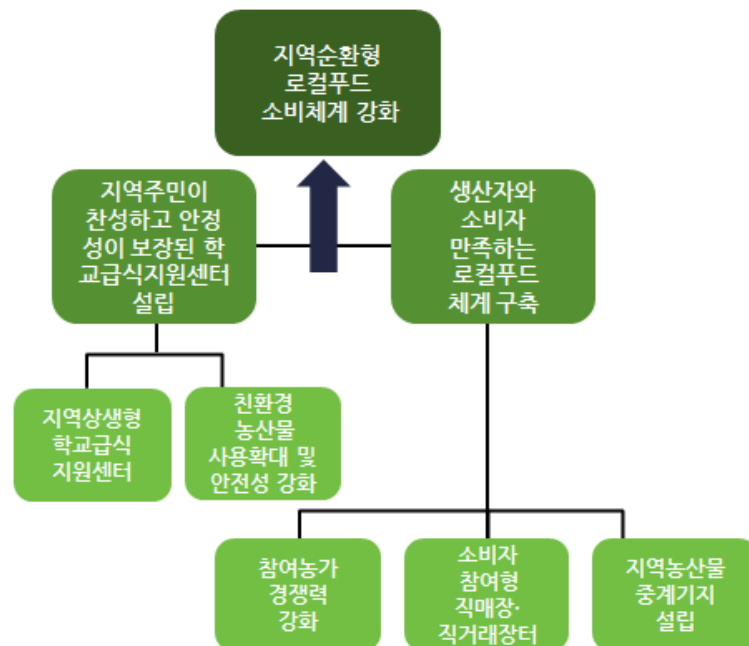 지역순환형
로컬푸드
소비체계 강화
지역주민이
찬성하고 안정
성이 보장된 학
교급식지원센터
설립
생산자와
소비자
만족하는
로컬푸드
체계 구축
지역상생형
학교급식
지원센터
친환경
농산물
사용확대 및
안전성 강화
참여농가
경쟁력
강화
소비자
참여형
직매장·
직거래장터
지역농산물
중계기지
설립